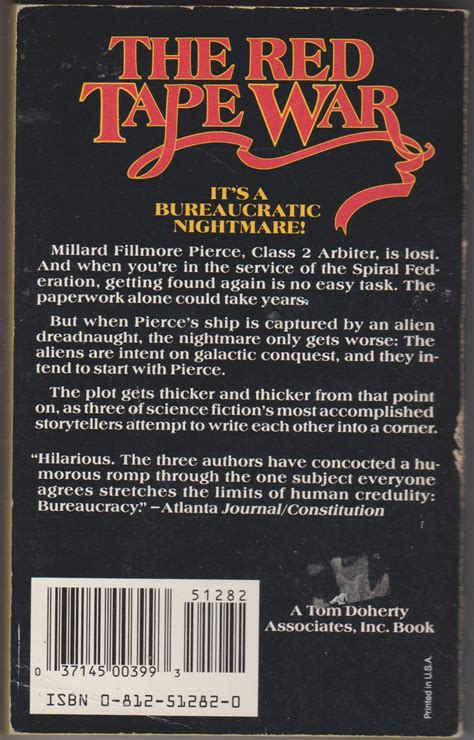 THE RED
TAPE WAR
IT'S A
BUREAUCRATIC
NIGHTMARE!
Millard Fillmore Pierce, Class 2 Arbiter, is lost.
And when you're in the service of the Spiral Fed-
eration, getting found again is no easy task. The
paperwork alone could take years.
But when Pierce's ship is captured by an alien
dreadnaught, the nightmare only gets worse: The
aliens are intent on galactic conquest, and they in-
tend to start with Pierce.
The plot gets thicker and thicker from that point
on, as three of science fiction's most accomplished
storytellers attempt to write each other into a corner.
"Hilarious. The three authors have concocted a hu-
morous romp through the one subject everyone
agrees stretches the limits of human credulity:
Bureaucracy." —Atlanta Journal/Constitution
51282
0 37145 00399 3
ISBN 0-812-51282-0
A Tom Doherty
Associates, Inc. Book
Printed in U.S.A.